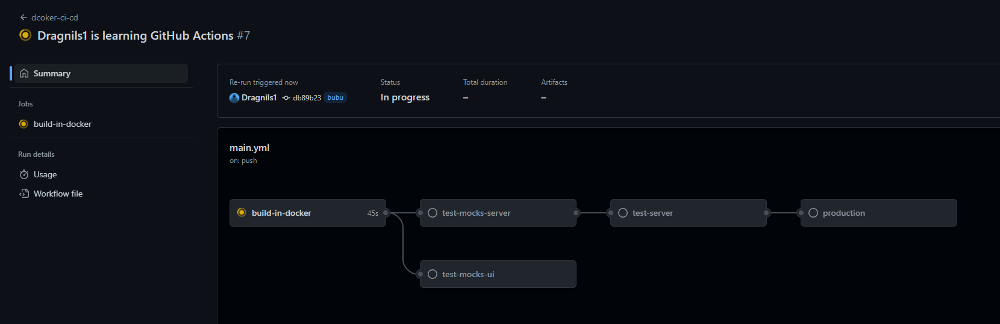 dcoker-ci-cd
Dragnils1 is learning GitHub Actions #7
Summary
Jobs
build-in-docker
Run details
Usage
Workflow file
Re-run triggered now
Dragnils1 db89b23 bubu
Status
In progress
Total duration
–
Artifacts
–
main.yml
on: push
build-in-docker 45s
test-mocks-server
test-server
production
test-mocks-ui